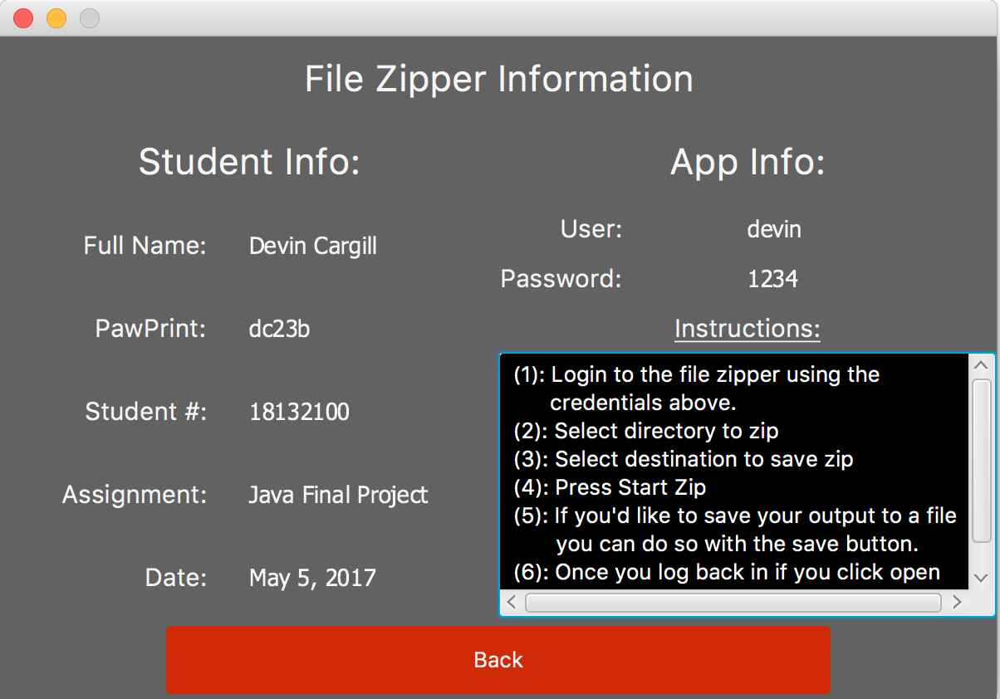 File Zipper Information
Student Info:
Full Name: Devin Cargill
PawPrint: dc23b
Student #: 18132100
Assignment: Java Final Project
Date: May 5, 2017
App Info:
User: devin
Password: 1234
Instructions:
(1): Login to the file zipper using the
credentials above.
(2): Select directory to zip
(3): Select destination to save zip
(4): Press Start Zip
(5): If you'd like to save your output to a file
you can do so with the save button.
(6): Once you log back in if you click open
Back